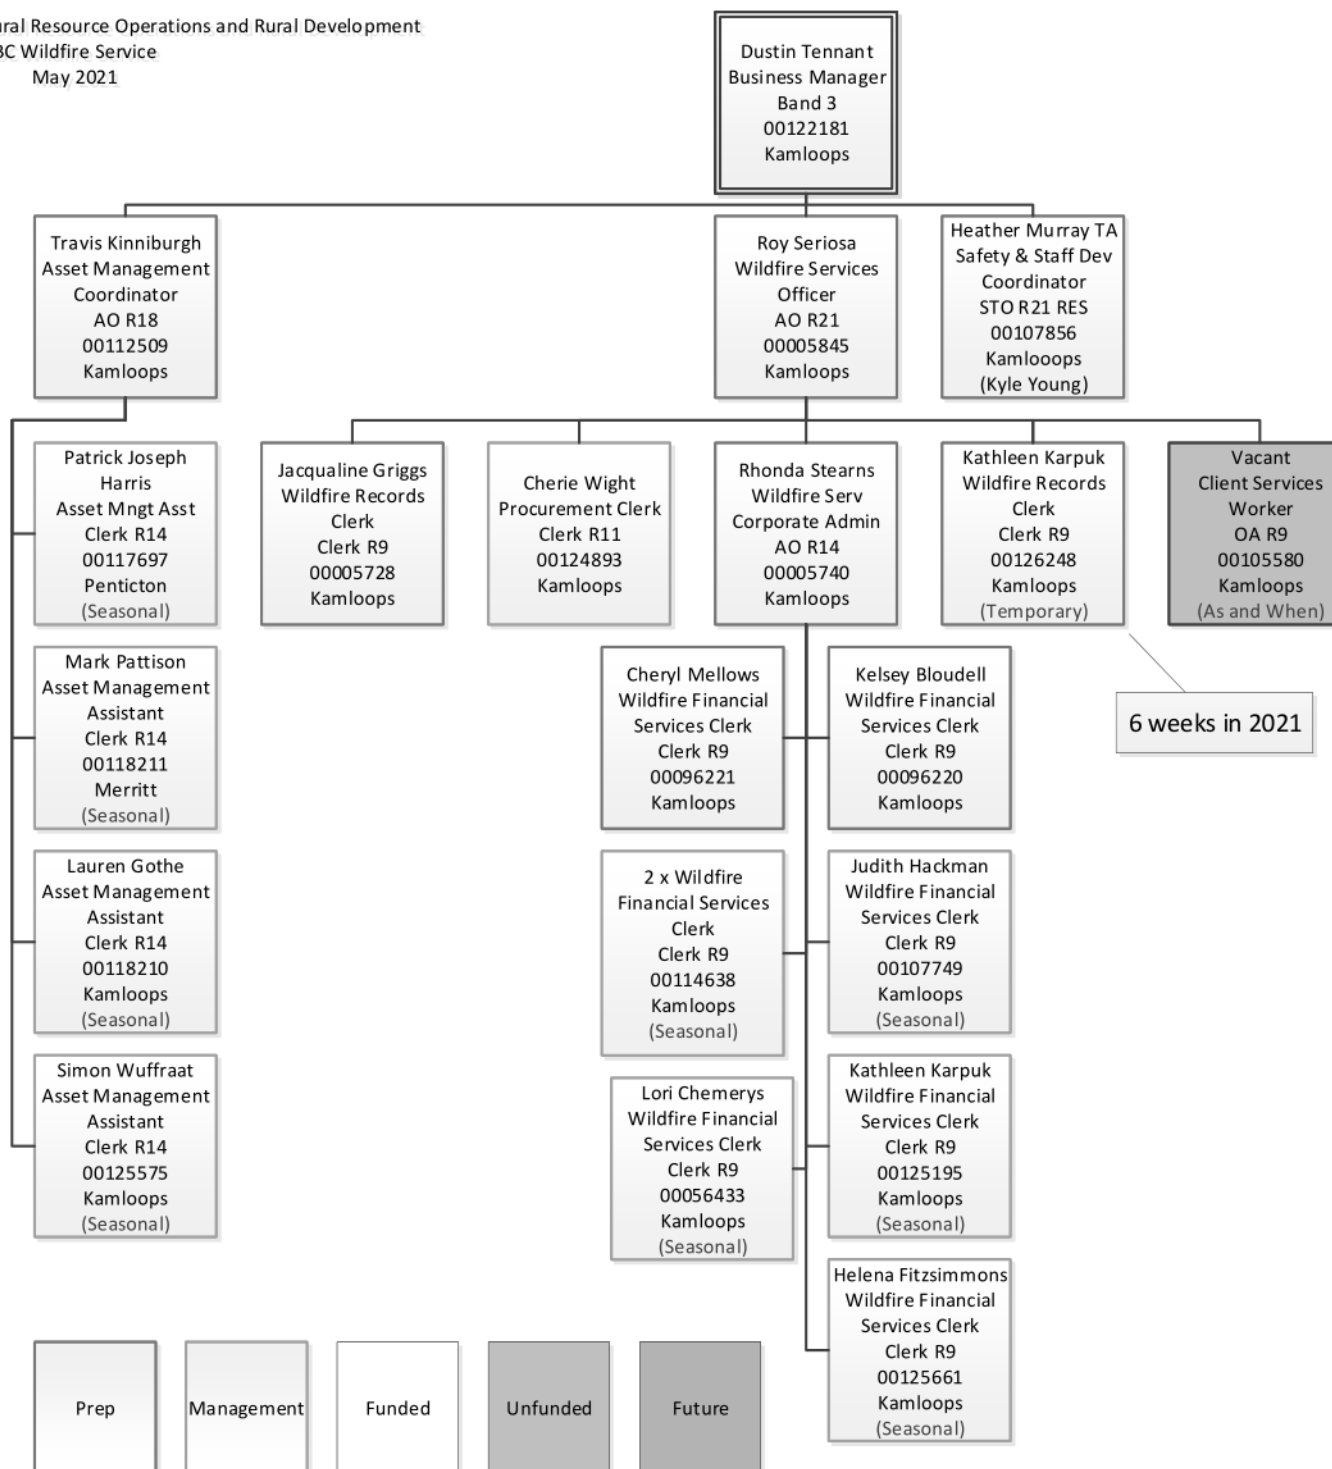 Resource Operations and Rural Development
Wildfire Service
May 2021
Dustin Tennant
Business Manager
Band 3
00122181
Kamloops
Travis Kinniburgh
Asset Management
Coordinator
AO R18
00112509
Kamloops
Roy Seriosa
Wildfire Services
Officer
AO R21
00005845
Kamloops
Heather Murray TA
Safety & Staff Dev
Coordinator
STO R21 RES
00107856
Kamlooops
(Kyle Young)
Patrick Joseph
Harris
Asset Mngt Asst
Clerk R14
00117697
Penticton
(Seasonal)
Jacqualine Griggs
Wildfire Records
Clerk
Clerk R9
00005728
Kamloops
Cherie Wight
Procurement Clerk
Clerk R11
00124893
Kamloops
Rhonda Stearns
Wildfire Serv
Corporate Admin
AO R14
00005740
Kamloops
Kathleen Karpuk
Wildfire Records
Clerk
Clerk R9
00126248
Kamloops
(Temporary)
Vacant
Client Services
Worker
OA R9
00105580
Kamloops
(As and When)
6 weeks in 2021
Mark Pattison
Asset Management
Assistant
Clerk R14
00118211
Merritt
(Seasonal)
Cheryl Mellows
Wildfire Financial
Services Clerk
Clerk R9
00096221
Kamloops
Kelsey Bloudell
Wildfire Financial
Services Clerk
Clerk R9
00096220
Kamloops
Lauren Gothe
Asset Management
Assistant
Clerk R14
00118210
Kamloops
(Seasonal)
2 x Wildfire
Financial Services
Clerk
Clerk R9
00114638
Kamloops
(Seasonal)
Judith Hackman
Wildfire Financial
Services Clerk
Clerk R9
00107749
Kamloops
(Seasonal)
Simon Wuffraat
Asset Management
Assistant
Clerk R14
00125575
Kamloops
(Seasonal)
Lori Chemerys
Wildfire Financial
Services Clerk
Clerk R9
00056433
Kamloops
(Seasonal)
Kathleen Karpuk
Wildfire Financial
Services Clerk
Clerk R9
00125195
Kamloops
(Seasonal)
Helena Fitzsimmons
Wildfire Financial
Services Clerk
Clerk R9
00125661
Kamloops
(Seasonal)
Prep
Management
Funded
Unfunded
Future